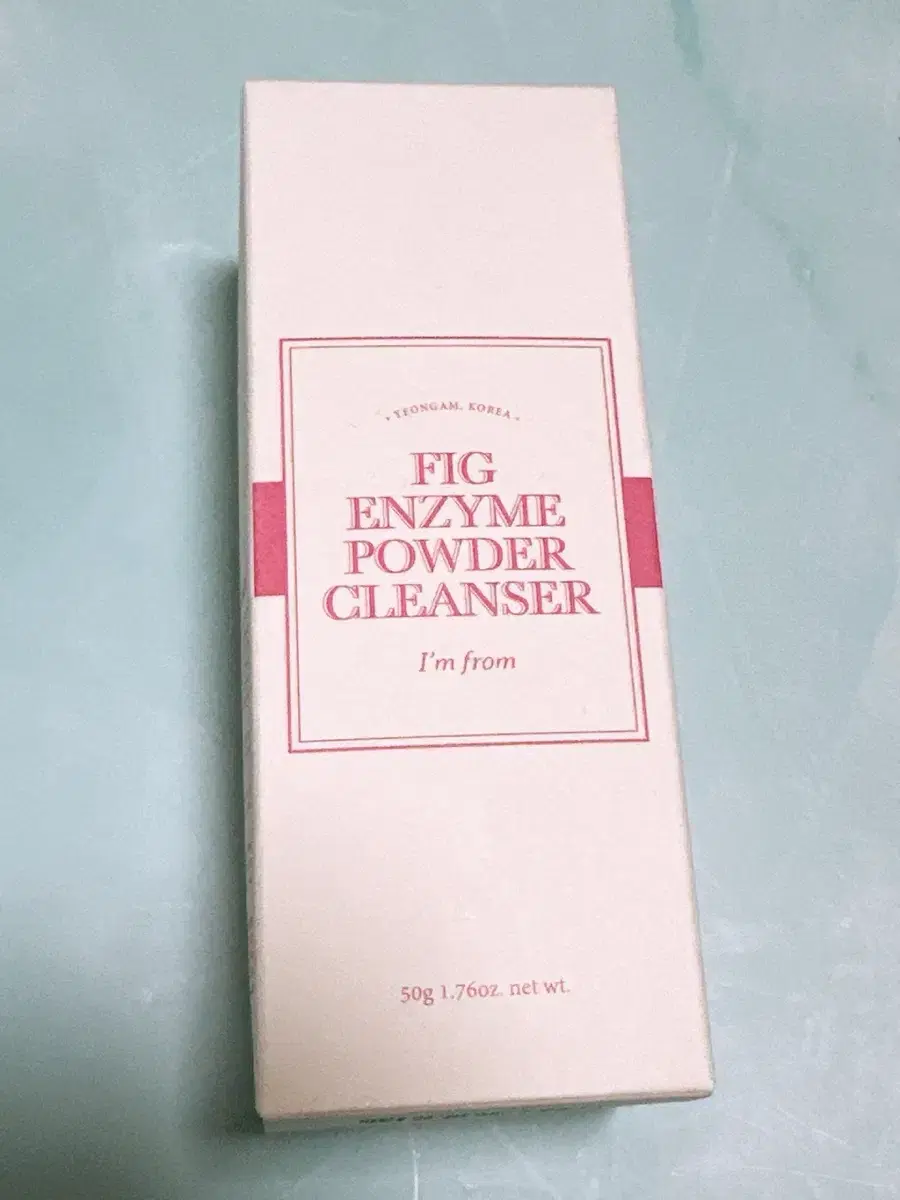 YEONGAM, KOREA
FIG
ENZYME
POWDER
CLEANSER
I'm from
50g 1.76oz. net wt.